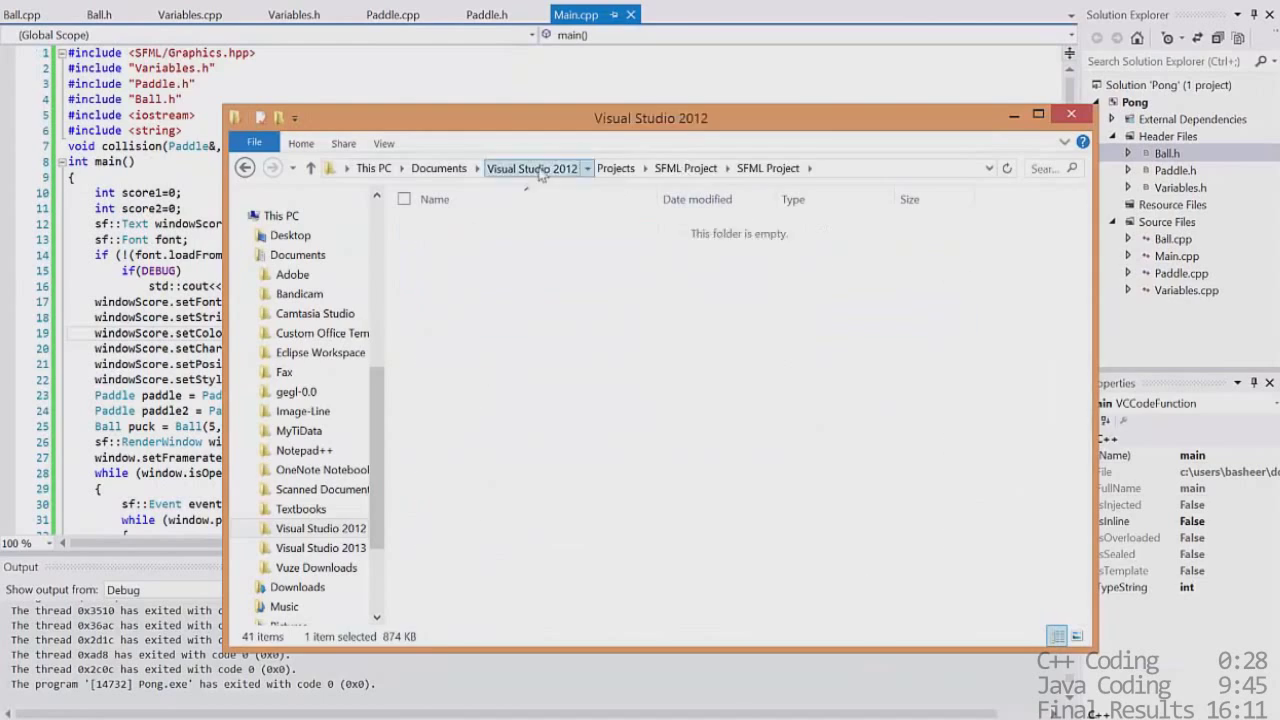 Ball.cpp Ball.h Variables.cpp Variables.h Paddle.cpp Paddle.h Main.cpp
(Global Scope) main()
1 #include <SFML/Graphics.hpp>
2 #include "Variables.h"
3 #include "Paddle.h"
4 #include "Ball.h"
5 #include <iostream>
6 #include <string>
7 void collision(Paddle&,
8 int main()
9 {
10 int score1=0;
11 int score2=0;
12 sf::Text windowScor
13 sf::Font font;
14 if (!(font.loadFrom
15 if(DEBUG)
16 std::cout<<
17 windowScore.setFont
18 windowScore.setStri
19 windowScore.setColo
20 windowScore.setChar
21 windowScore.setPosi
22 windowScore.setStyl
23 Paddle paddle = Pad
24 Paddle paddle2 = Pa
25 Ball puck = Ball(5,
26 sf::RenderWindow wi
27 window.setFramerate
28 while (window.isOpe
29 {
30 sf::Event event
31 while (window.p
100 %
Output
Show output from: Debug
The thread 0x3510 has exited with co
The thread 0x36ac has exited with co
The thread 0x2d1c has exited with code 0 (0x0).
The thread 0xad8 has exited with code 0 (0x0).
The thread 0x2c0c has exited with code 0 (0x0).
The program '[14732] Pong.exe' has exited with code 0 (0x0).
Visual Studio 2012
File Home Share View
This PC Documents Visual Studio 2012 Projects SFML Project SFML Project Sear...
Name Date modified Type Size
This folder is empty.
This PC
Desktop
Documents
Adobe
Bandicam
Camtasia Studio
Custom Office Tem
Eclipse Workspace
Fax
gegl-0.0
Image-Line
MyTiData
Notepad++
OneNote Notebool
Scanned Document
Textbooks
Visual Studio 2012
Visual Studio 2013
Vuze Downloads
Downloads
Music
41 items 1 item selected 874 KB
Solution Explorer
Search Solution Explorer (Ctrl+;)
Solution 'Pong' (1 project)
Pong
External Dependencies
Header Files
Ball.h
Paddle.h
Variables.h
Resource Files
Source Files
Ball.cpp
Main.cpp
Paddle.cpp
Variables.cpp
operties
ain VCCodeFunction
C++
Name) main
File c:\users\basheer\do
FullName main
sInjected False
sInline False
sOverloaded False
sSealed False
sTemplate False
TypeString int
C++
C++ Coding 0:28
Java Coding 9:45
Final Results 16:11